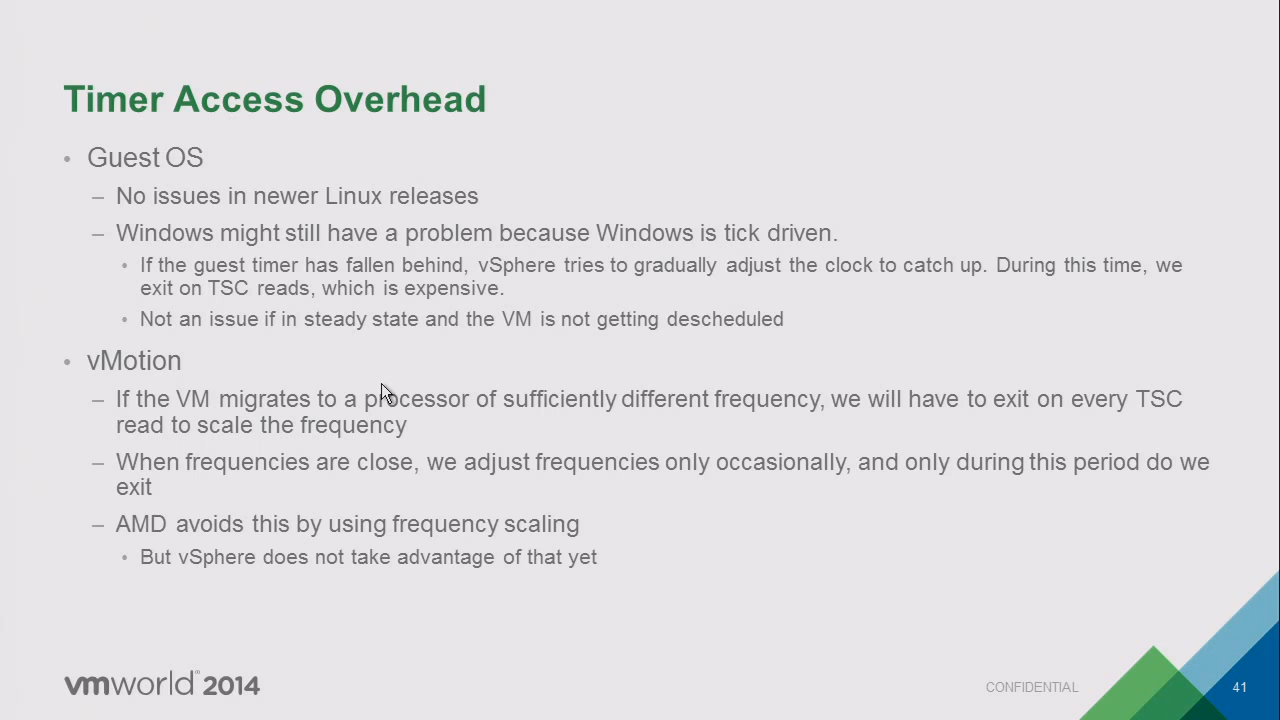 Timer Access Overhead
• Guest OS
– No issues in newer Linux releases
– Windows might still have a problem because Windows is tick driven.
• If the guest timer has fallen behind, vSphere tries to gradually adjust the clock to catch up. During this time, we
exit on TSC reads, which is expensive.
• Not an issue if in steady state and the VM is not getting descheduled
• vMotion
– If the VM migrates to a processor of sufficiently different frequency, we will have to exit on every TSC
read to scale the frequency
– When frequencies are close, we adjust frequencies only occasionally, and only during this period do we
exit
– AMD avoids this by using frequency scaling
• But vSphere does not take advantage of that yet
vmworld 2014
CONFIDENTIAL
41